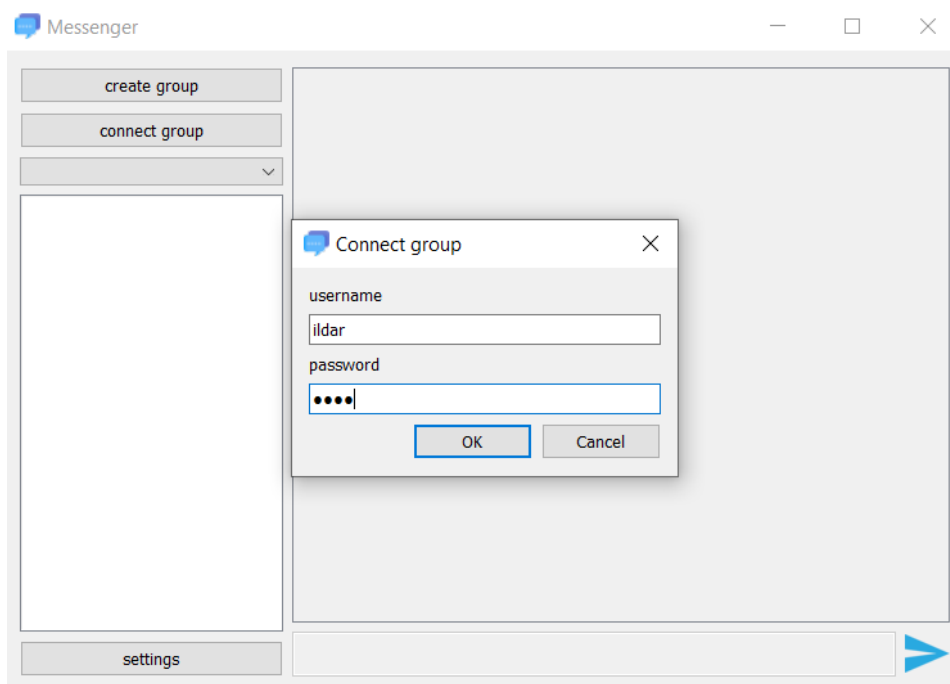 Messenger
create group
connect group
Connect group
username
ildar
password
••••
OK Cancel
settings